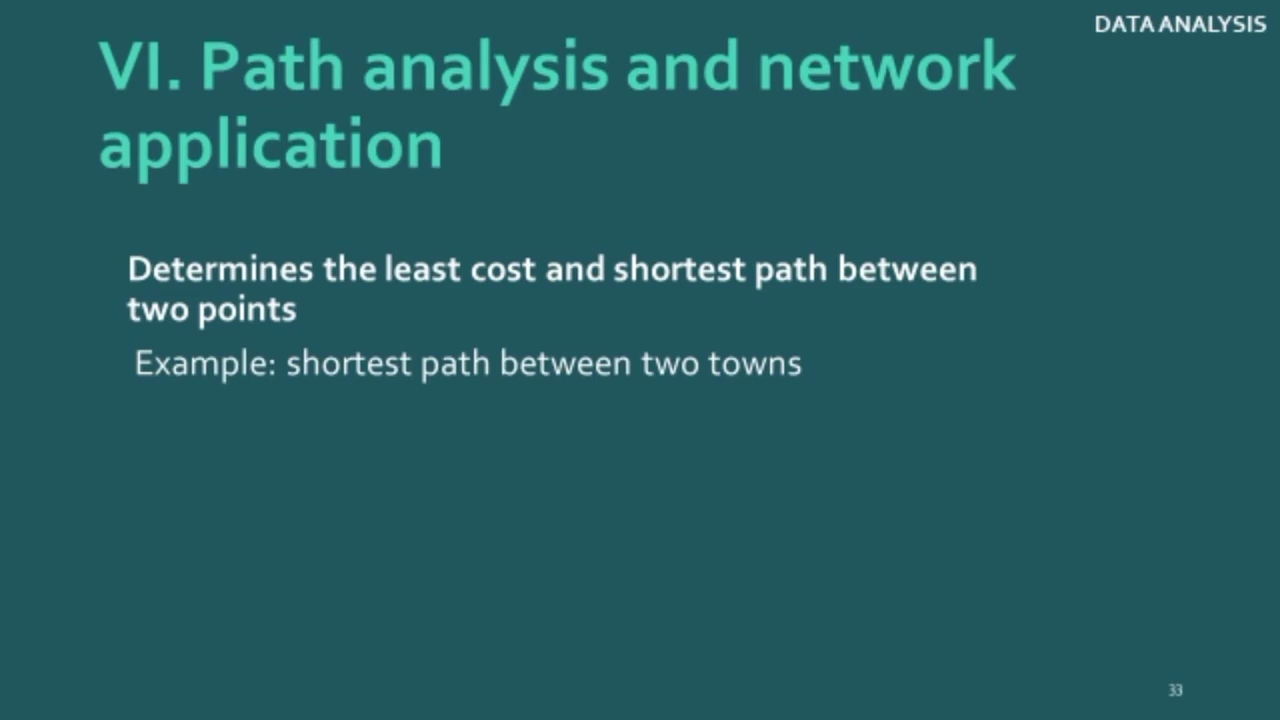 DATA ANALYSIS
VI. Path analysis and network
application
Determines the least cost and shortest path between
two points
Example: shortest path between two towns
33